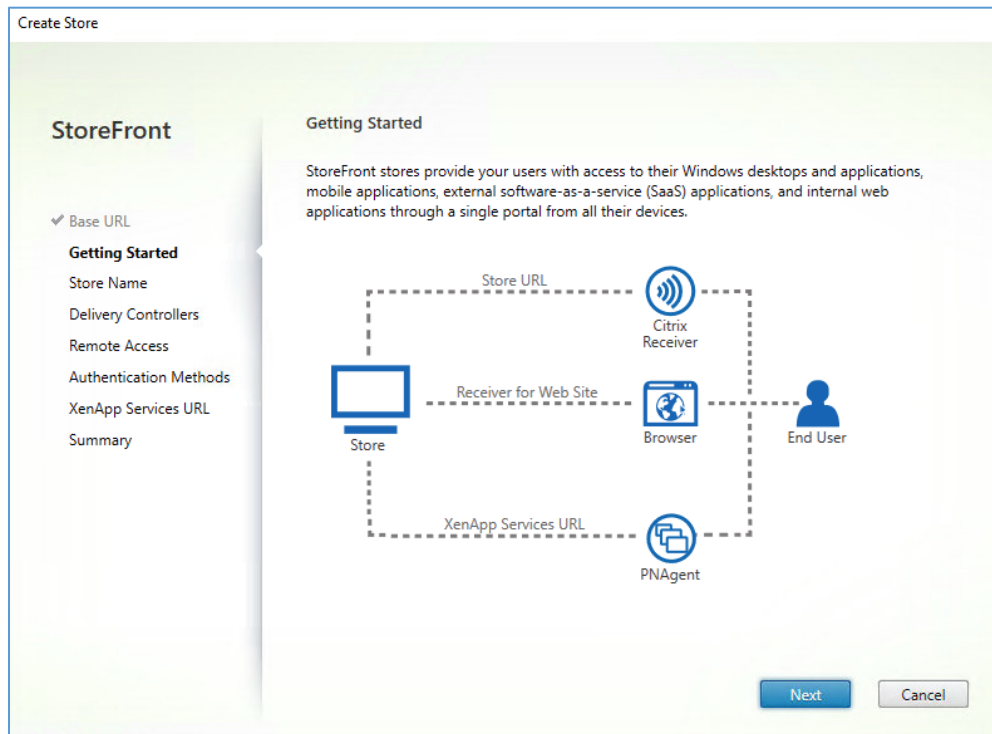 Create Store
StoreFront
Base URL
Getting Started
Store Name
Delivery Controllers
Remote Access
Authentication Methods
XenApp Services URL
Summary
Getting Started
StoreFront stores provide your users with access to their Windows desktops and applications,
mobile applications, external software-as-a-service (SaaS) applications, and internal web
applications through a single portal from all their devices.
Store URL
Citrix
Receiver
Receiver for Web Site
Store
Browser
End User
XenApp Services URL
PNAgent
Next
Cancel